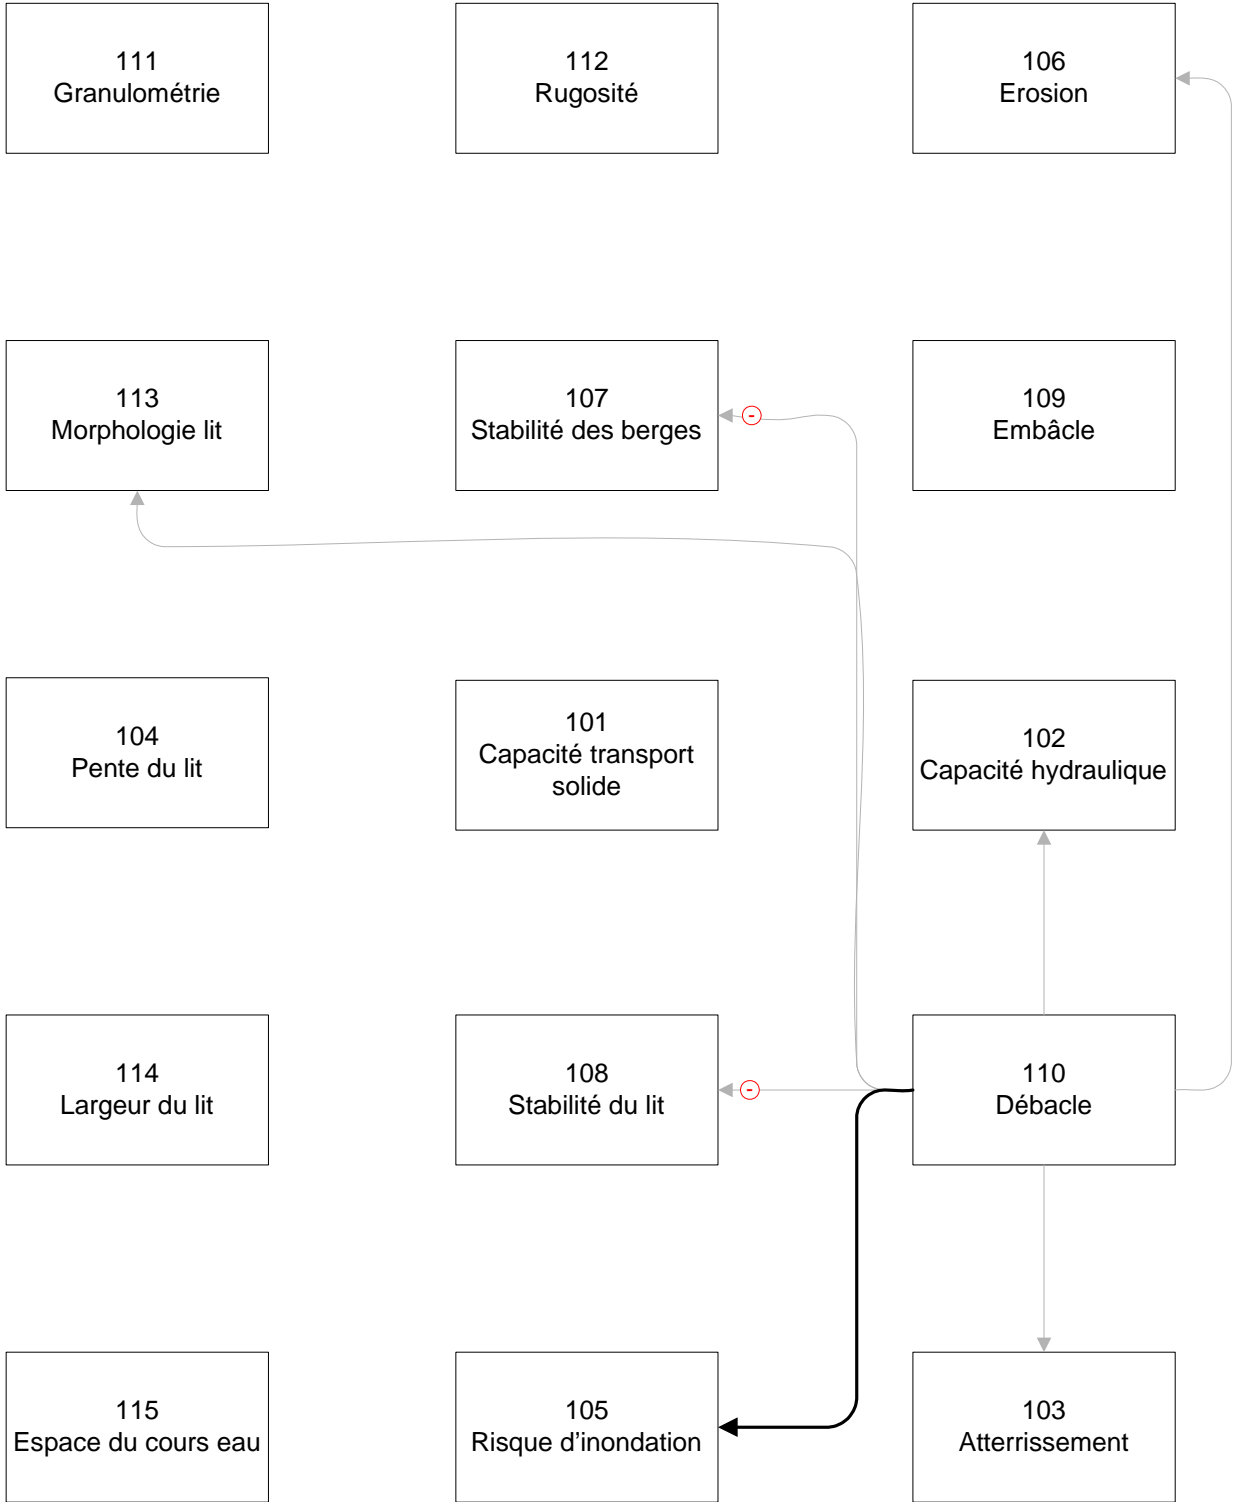 111
Granulométrie
112
Rugosité
106
Erosion
113
Morphologie lit
107
Stabilité des berges
-
109
Embâcle
104
Pente du lit
101
Capacité transport
solide
102
Capacité hydraulique
114
Largeur du lit
108
Stabilité du lit
-
110
Débacle
115
Espace du cours eau
105
Risque d’inondation
103
Atterrissement